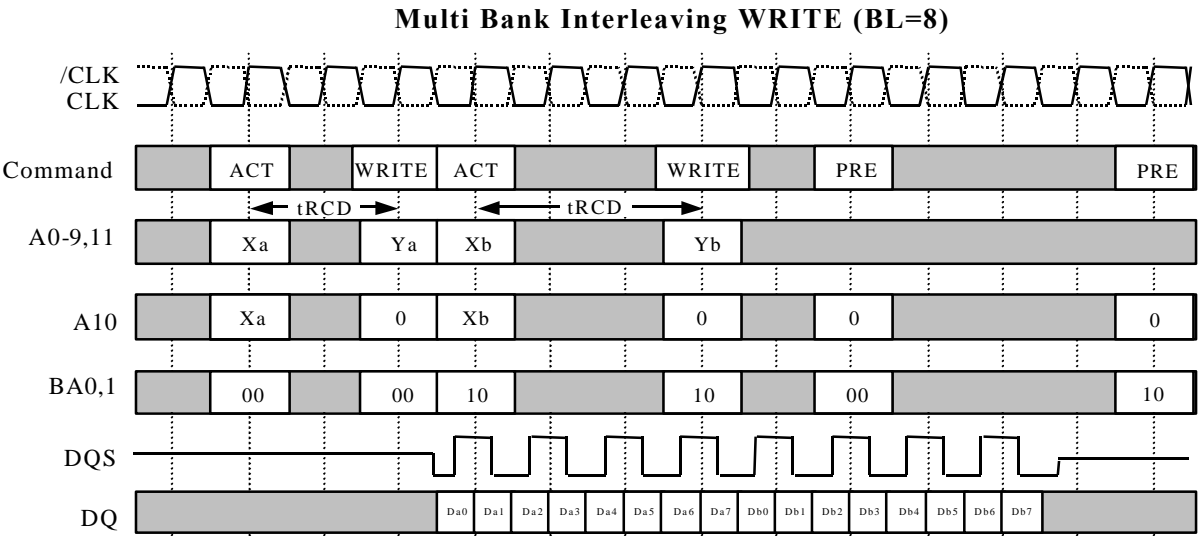 Multi Bank Interleaving WRITE (BL=8)
/CLK
CLK
Command ACT WRITE ACT WRITE PRE PRE
tRCD tRCD
A0-9,11 Xa Ya Xb Yb
A10 Xa 0 Xb 0 0 0
BA0,1 00 00 10 10 00 10
DQS
DQ Da0 Da1 Da2 Da3 Da4 Da5 Da6 Da7 Db0 Db1 Db2 Db3 Db4 Db5 Db6 Db7